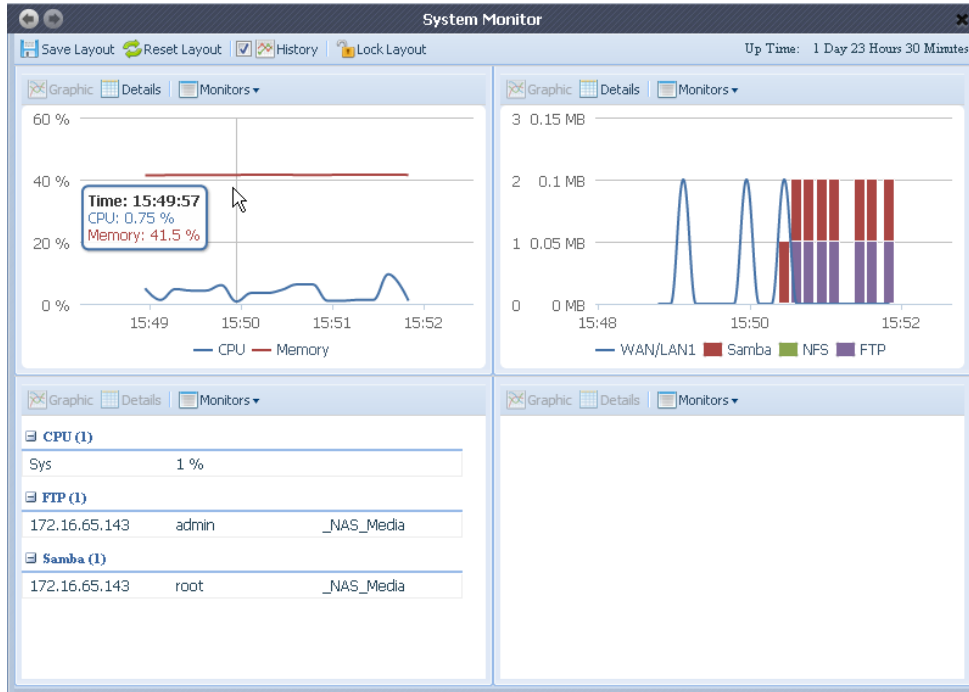 System Monitor
Save Layout Reset Layout History Lock Layout Up Time: 1 Day 23 Hours 30 Minutes
Graphic Details Monitors
60 %
40 %
20 %
0 %
Time: 15:49:57
CPU: 0.75 %
Memory: 41.5 %
15:49 15:50 15:51 15:52
CPU Memory
Graphic Details Monitors
3 0.15 MB
2 0.1 MB
1 0.05 MB
0 0 MB
15:48 15:50 15:52
WAN/LAN1 Samba NFS FTP
Graphic Details Monitors
CPU (1)
Sys 1 %
FTP (1)
172.16.65.143 admin _NAS_Media
Samba (1)
172.16.65.143 root _NAS_Media
Graphic Details Monitors